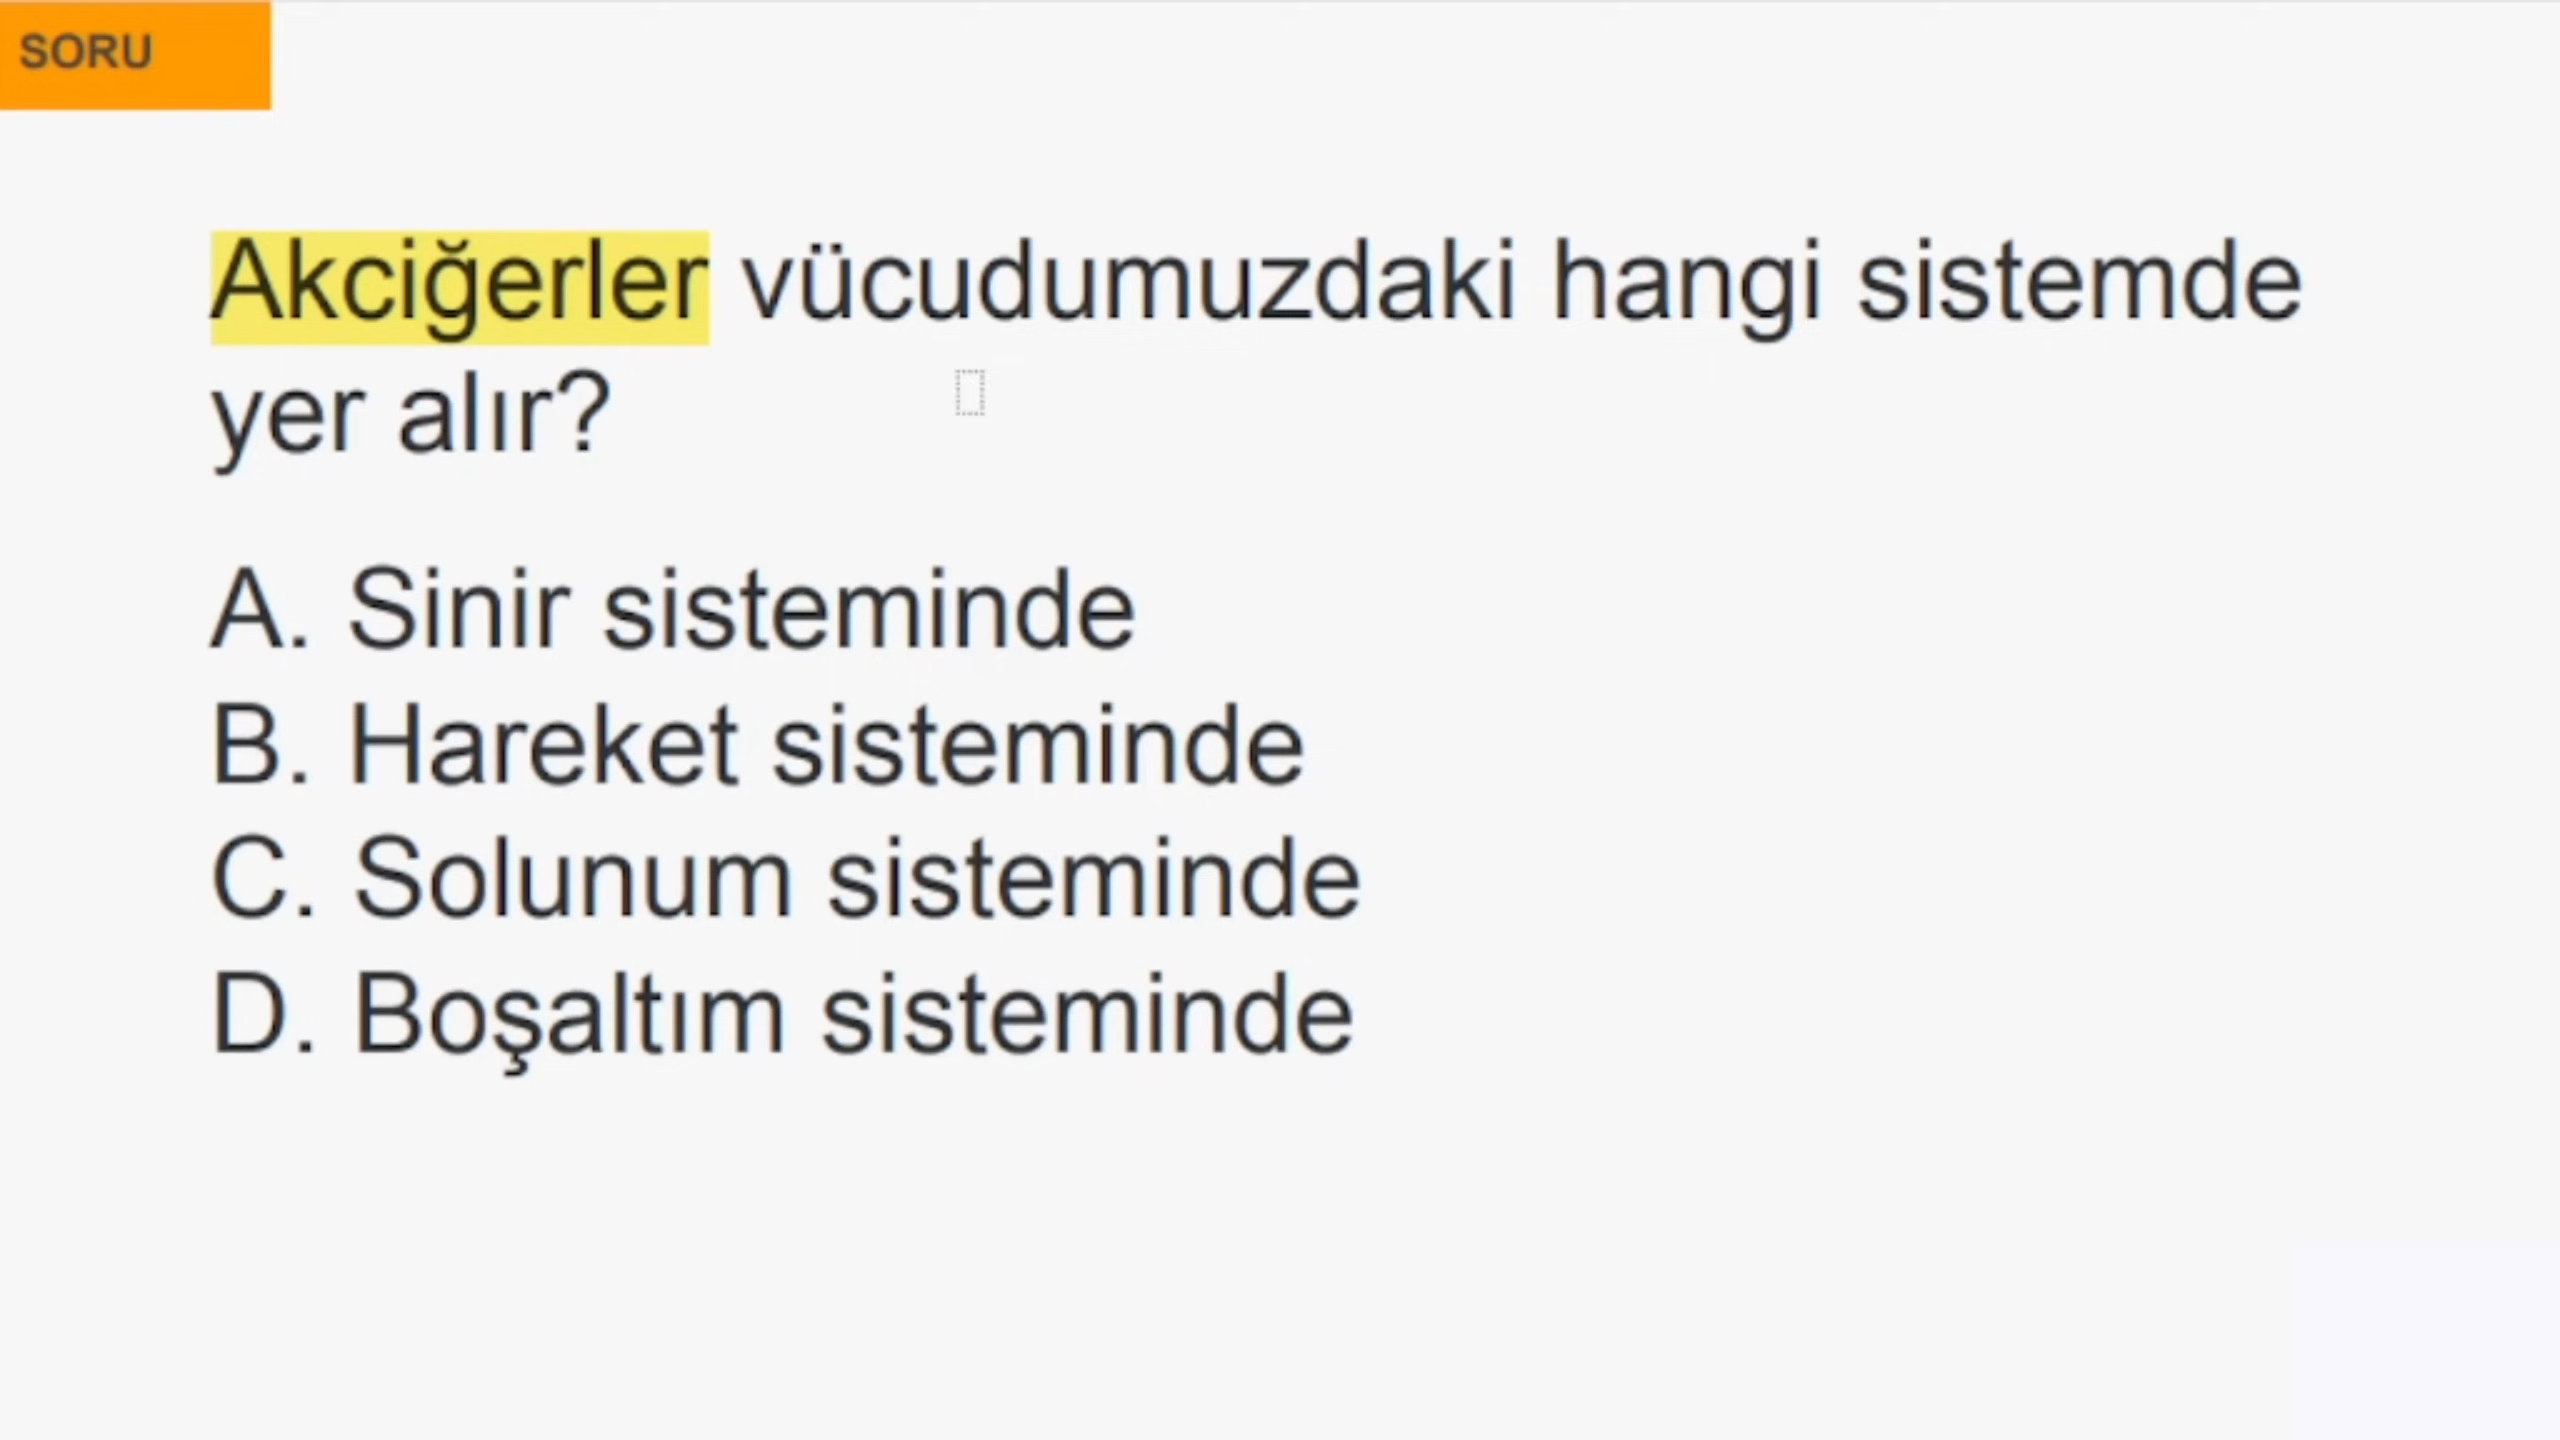 SORU
Akciğerler vücudumuzdaki hangi sistemde
yer alır?
A. Sinir sisteminde
B. Hareket sisteminde
C. Solunum sisteminde
D. Boşaltım sisteminde